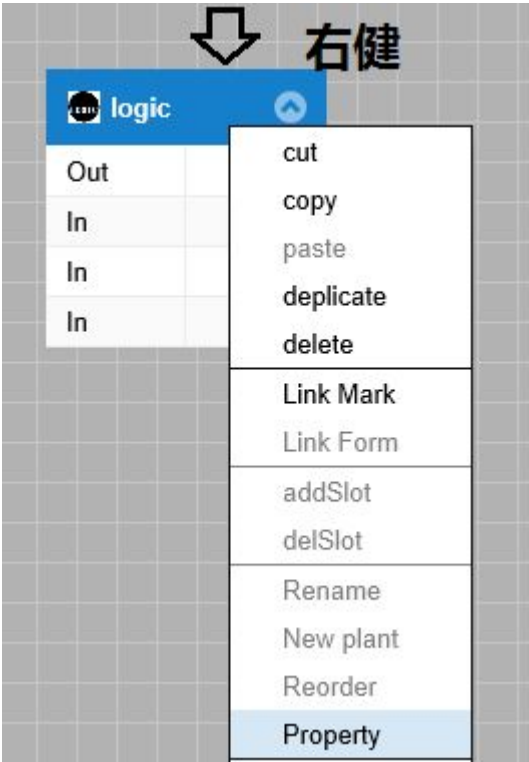 右健
logic
Out
In
In
In
cut
copy
paste
deplicate
delete
Link Mark
Link Form
addSlot
delSlot
Rename
New plant
Reorder
Property